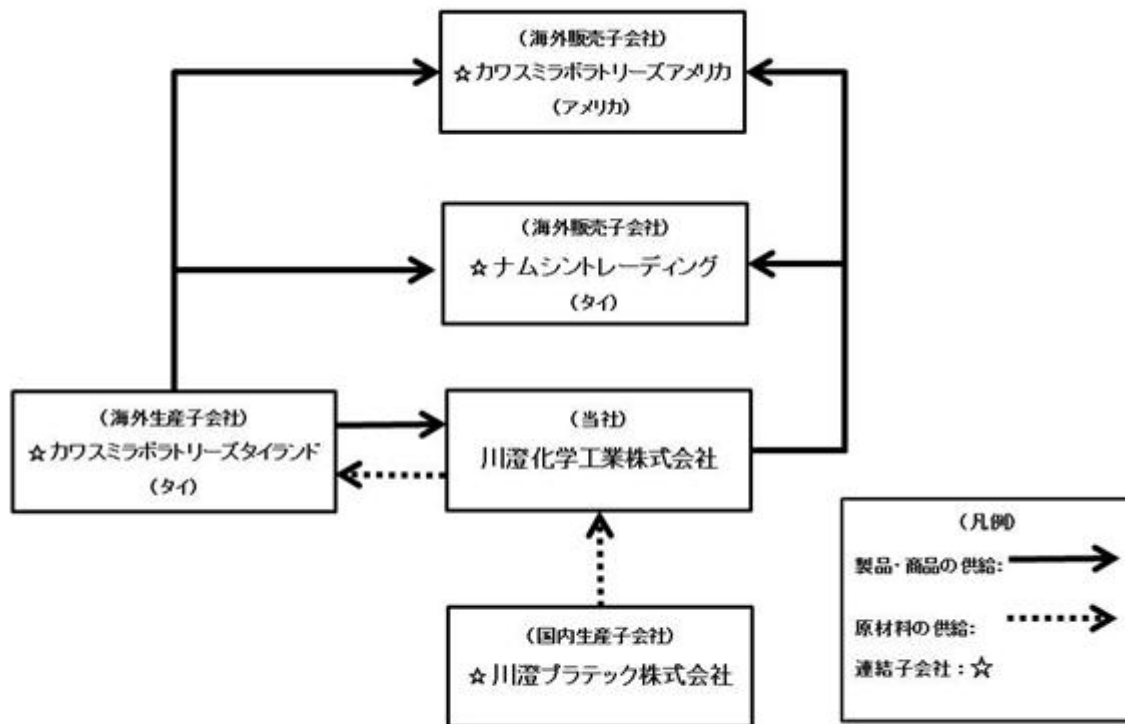 (海外販売子会社)
☆カワスミラボラトリーズアメリカ
(アメリカ)
(海外販売子会社)
☆ナムシントレーディング
(タイ)
(海外生産子会社)
☆カワスミラボラトリーズタイランド
(タイ)
(当社)
川澄化学工業株式会社
(国内生産子会社)
☆川澄プラテック株式会社
(凡例)
製品・商品の供給:
原材料の供給:
連結子会社:☆